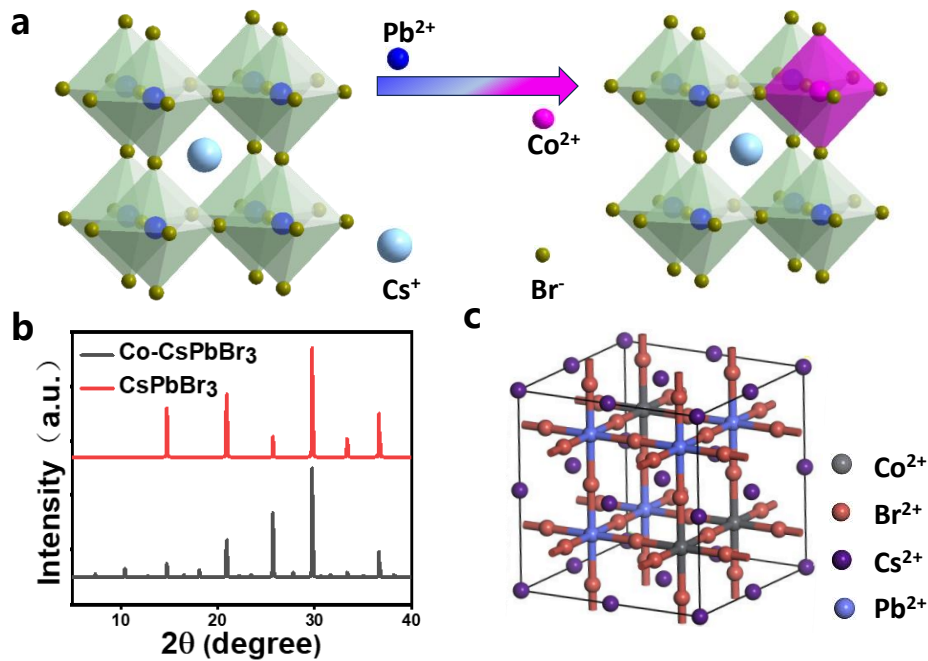 a
Pb²⁺
Co²⁺
Cs⁺
Br⁻
b
Co-CsPbBr₃
CsPbBr₃
Intensity（a.u.）
10 20 30 40
2θ (degree)
c
Co²⁺
Br²⁺
Cs²⁺
Pb²⁺